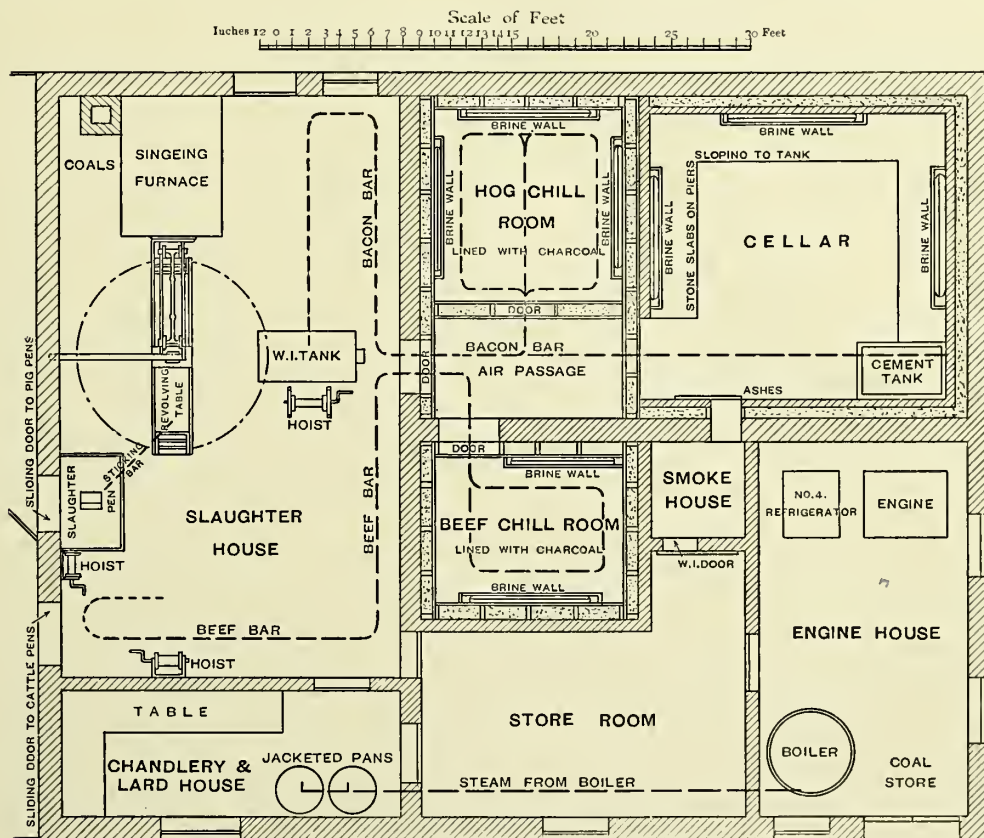 Scale of Feet
Inches 12 0 1 2 3 4 5 6 7 8 9 10 11 12 13 14 15 20 25 30 Feet
COALS
SINGEING
FURNACE
BACON BAR
BRINE WALL
BRINE WALL
HOG CHILL
ROOM
LINED WITH CHARCOAL
BRINE WALL
DOOR
BRINE WALL
SLOPING TO TANK
BRINE WALL
STONE SLABS ON PIERS
CELLAR
BRINE WALL
SLIDING DOOR TO PIG PENS
W.I. TANK
REVOLVING
TABLE
HOIST
DOOR
BACON BAR
AIR PASSAGE
CEMENT
TANK
ASHES
STICKING
BAR
SLAUGHTER
PEN
HOIST
SLAUGHTER
HOUSE
BEEF BAR
DOOR
BRINE WALL
BEEF CHILL ROOM
LINED WITH CHARCOAL
BRINE WALL
SMOKE
HOUSE
W.I. DOOR
NO. 4.
REFRIGERATOR
ENGINE
ENGINE HOUSE
BEEF BAR
HOIST
SLIDING DOOR TO CATTLE PENS
TABLE
CHANDLERY &
LARD HOUSE
JACKETED PANS
STORE ROOM
STEAM FROM BOILER
BOILER
COAL
STORE